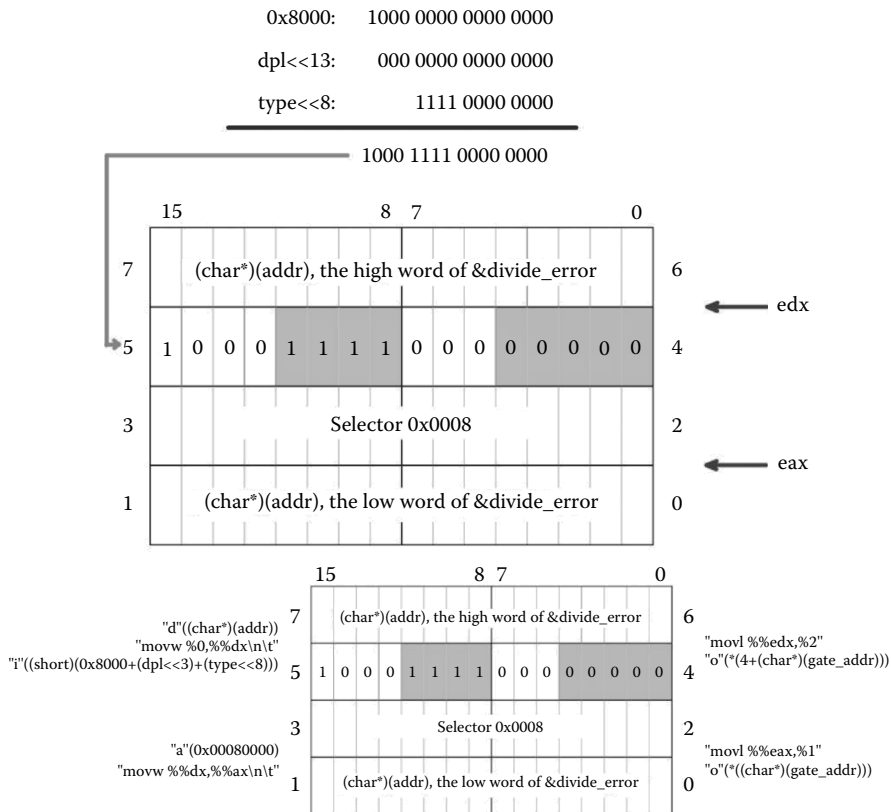 0x8000: 1000 0000 0000 0000
dpl<<13: 000 0000 0000 0000
type<<8: 1111 0000 0000
1000 1111 0000 0000
15 8 7 0
7 (char*)(addr), the high word of &divide_error 6
edx
5 1 0 0 0 1 1 1 1 0 0 0 0 0 0 0 0 4
3 Selector 0x0008 2
eax
1 (char*)(addr), the low word of &divide_error 0
15 8 7 0
7 (char*)(addr), the high word of &divide_error 6
"d"((char*)(addr))
"movw %0,%%dx\n\t"
"i"((short)(0x8000+(dpl<<3)+(type<<8)))
5 1 0 0 0 1 1 1 1 0 0 0 0 0 0 0 0 4
"movl %%edx,%2"
"o"(*(4+(char*)(gate_addr)))
3 Selector 0x0008 2
"a"(0x00080000)
"movw %%dx,%%ax\n\t"
1 (char*)(addr), the low word of &divide_error 0
"movl %%eax,%1"
"o"(*((char*)(gate_addr)))